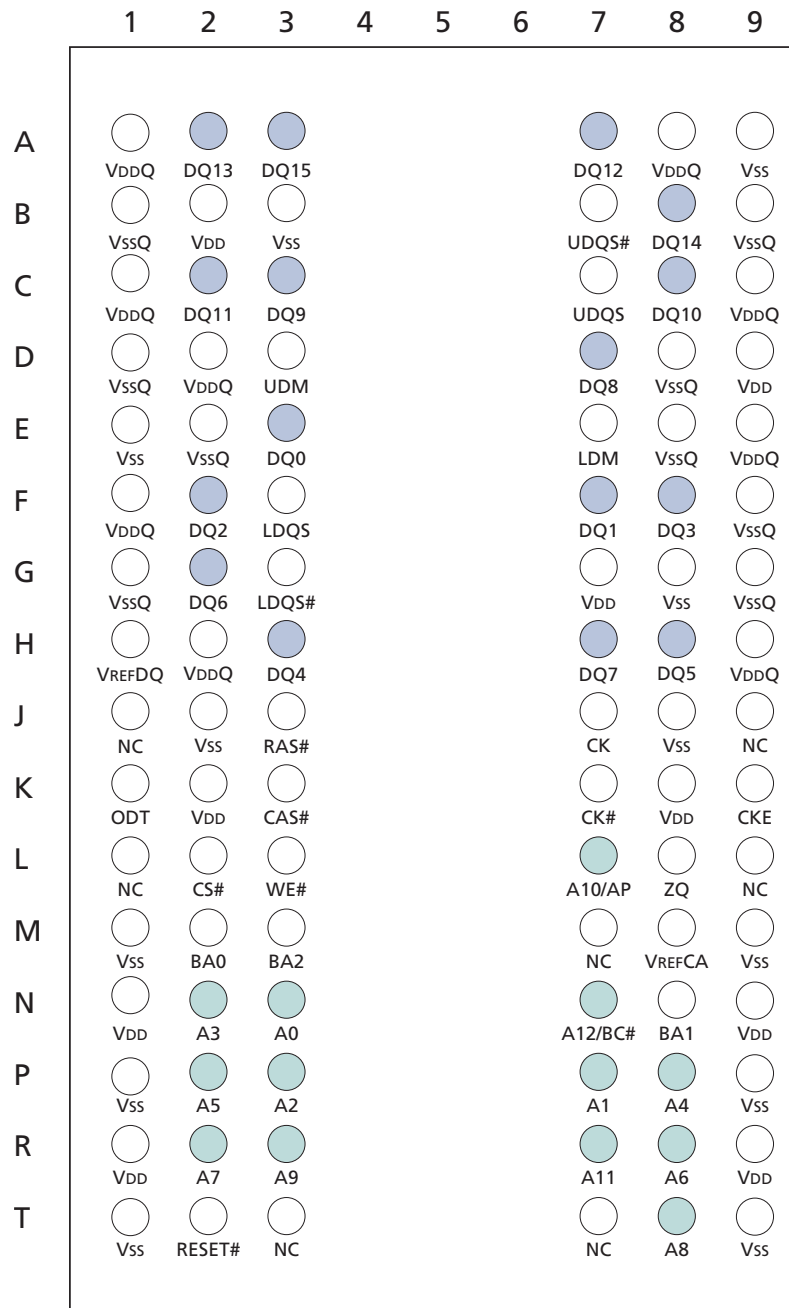 1 2 3 4 5 6 7 8 9
A
VDDQ DQ13 DQ15 DQ12 VDDQ VSS
B
VSSQ VDD VSS UDQS# DQ14 VSSQ
C
VDDQ DQ11 DQ9 UDQS DQ10 VDDQ
D
VSSQ VDDQ UDM DQ8 VSSQ VDD
E
VSS VSSQ DQ0 LDM VSSQ VDDQ
F
VDDQ DQ2 LDQS DQ1 DQ3 VSSQ
G
VSSQ DQ6 LDQS# VDD VSS VSSQ
H
VREFDQ VDDQ DQ4 DQ7 DQ5 VDDQ
J
NC VSS RAS# CK VSS NC
K
ODT VDD CAS# CK# VDD CKE
L
NC CS# WE# A10/AP ZQ NC
M
VSS BA0 BA2 NC VREFCA VSS
N
VDD A3 A0 A12/BC# BA1 VDD
P
VSS A5 A2 A1 A4 VSS
R
VDD A7 A9 A11 A6 VDD
T
VSS RESET# NC NC A8 VSS